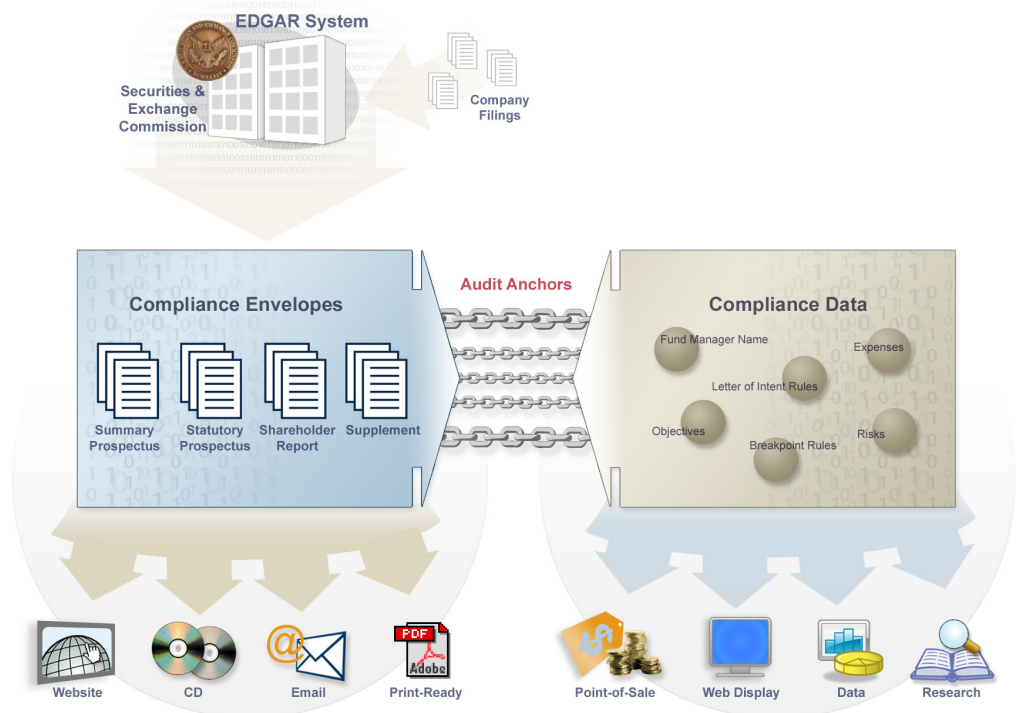 EDGAR System
Securities &
Exchange
Commission
Company
Filings
Compliance Envelopes
Summary
Prospectus
Statutory
Prospectus
Shareholder
Report
Supplement
Audit Anchors
Compliance Data
Fund Manager Name
Expenses
Letter of Intent Rules
Objectives
Risks
Breakpoint Rules
Website
CD
@
Email
PDF
Adobe
Print-Ready
$
Point-of-Sale
Web Display
Data
Research